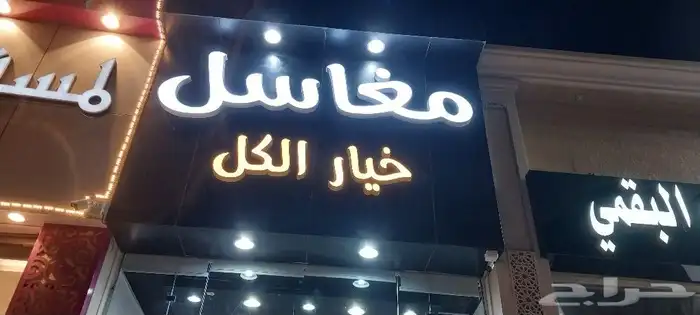 مغاسل
خيار الكل
البقمي
حراج